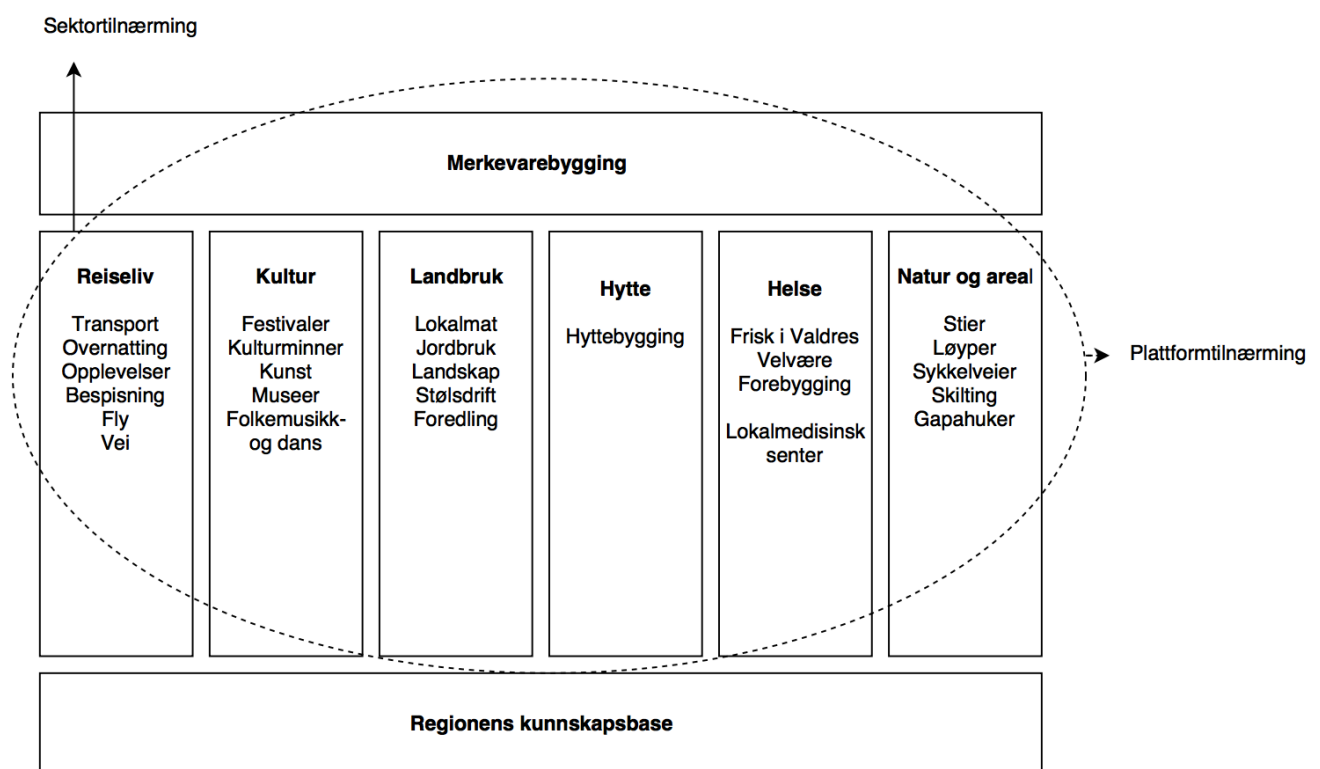 Sektortilnærming
Merkevarebygging
Reiseliv
Transport
Overnatting
Opplevelser
Bespisning
Fly
Vei
Kultur
Festivaler
Kulturminner
Kunst
Museer
Folkemusikk-
og dans
Landbruk
Lokalmat
Jordbruk
Landskap
Stølsdrift
Foredling
Hytte
Hyttebygging
Helse
Frisk i Valdres
Velvære
Forebygging
Lokalmedisinsk
senter
Natur og areal
Stier
Løyper
Sykkelveier
Skilting
Gapahuker
Plattformtilnærming
Regionens kunnskapsbase